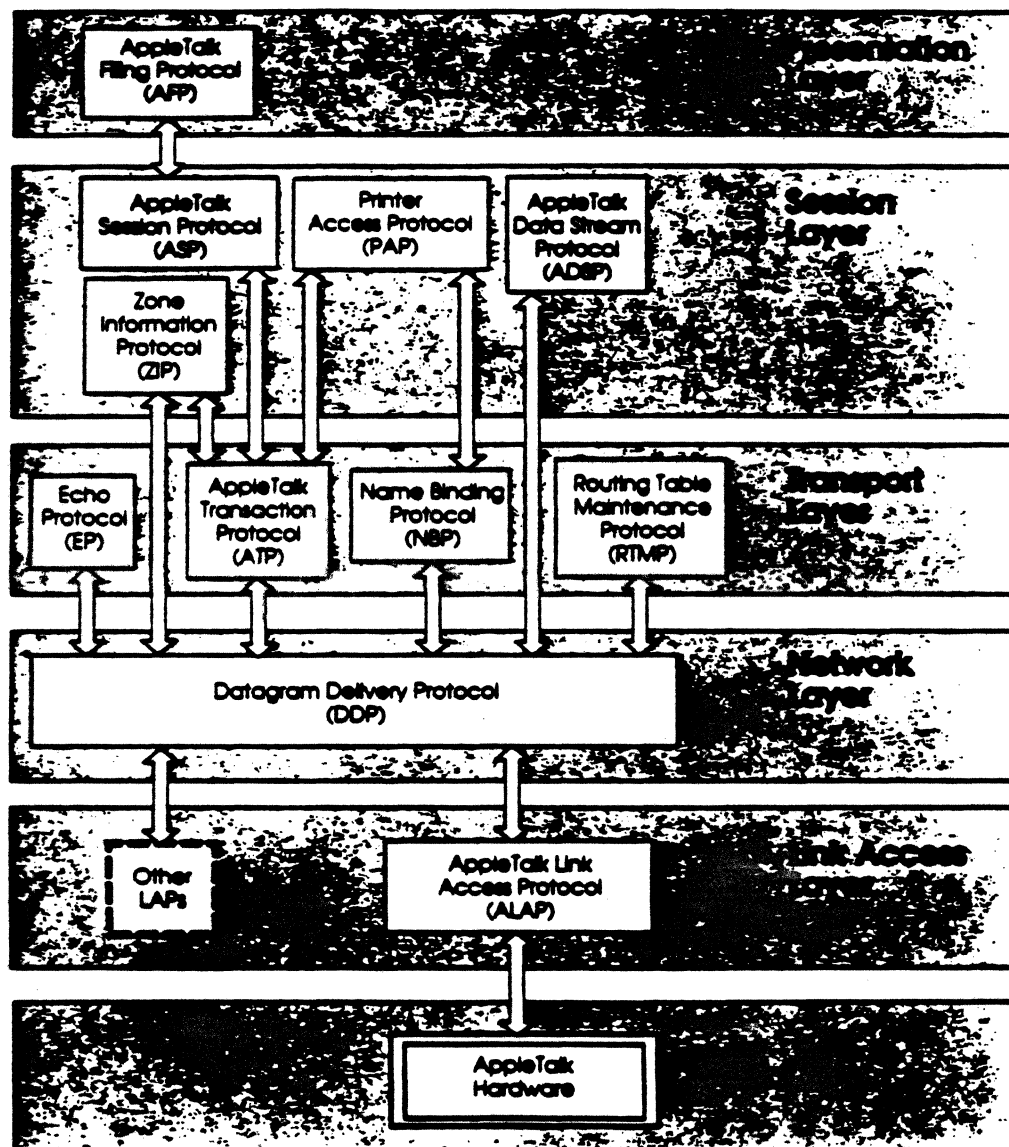 AppleTalk
Filing Protocol
(AFP)
Presentation
Layer
AppleTalk
Session Protocol
(ASP)
Printer
Access Protocol
(PAP)
AppleTalk
Data Stream
Protocol
(ADSP)
Session
Layer
Zone
Information
Protocol
(ZIP)
Echo
Protocol
(EP)
AppleTalk
Transaction
Protocol
(ATP)
Name Binding
Protocol
(NBP)
Routing Table
Maintenance
Protocol
(RTMP)
Transport
Layer
Datagram Delivery Protocol
(DDP)
Network
Layer
Other
LAPs
AppleTalk Link
Access Protocol
(ALAP)
Link Access
Layer
AppleTalk
Hardware